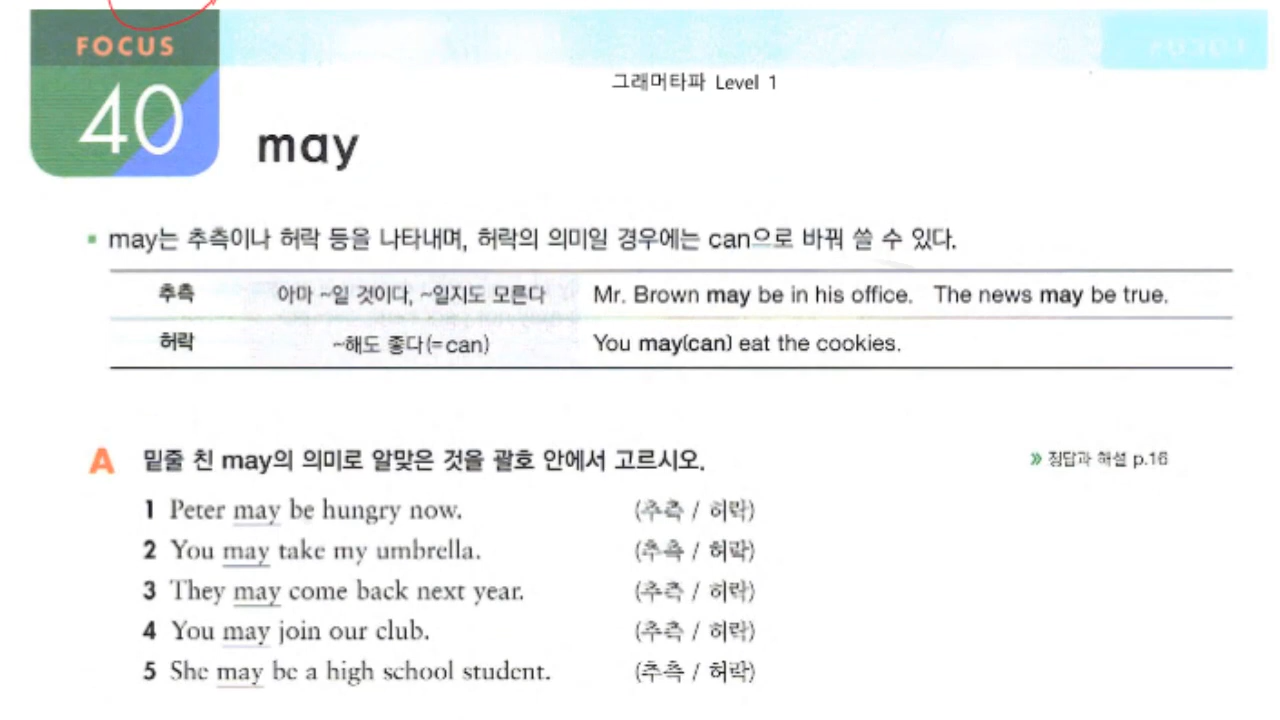 FOCUS
40
그래머타파 Level 1
may
▪ may는 추측이나 허락 등을 나타내며, 허락의 의미일 경우에는 can으로 바꿔 쓸 수 있다.
추측 아마 ~일 것이다, ~일지도 모른다 Mr. Brown may be in his office. The news may be true.
허락 ~해도 좋다(=can) You may(can) eat the cookies.
A 밑줄 친 may의 의미로 알맞은 것을 괄호 안에서 고르시오.
» 정답과 해설 p.16
1 Peter may be hungry now. (추측 / 허락)
2 You may take my umbrella. (추측 / 허락)
3 They may come back next year. (추측 / 허락)
4 You may join our club. (추측 / 허락)
5 She may be a high school student. (추측 / 허락)